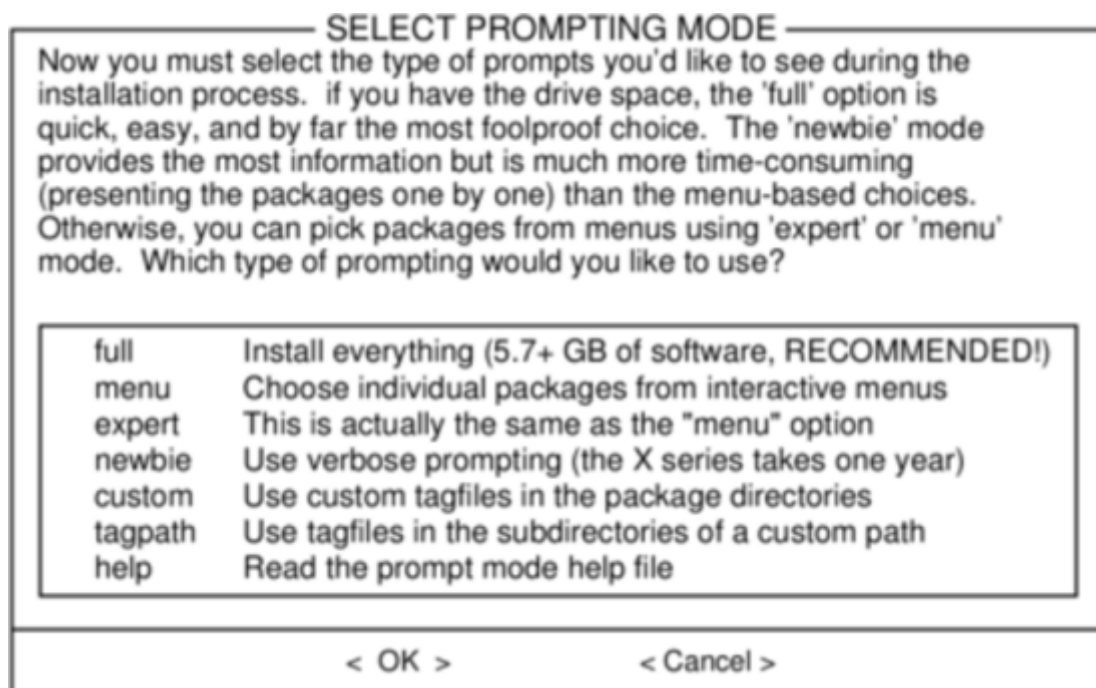 SELECT PROMPTING MODE
Now you must select the type of prompts you'd like to see during the
installation process.  if you have the drive space, the 'full' option is
quick, easy, and by far the most foolproof choice.  The 'newbie' mode
provides the most information but is much more time-consuming
(presenting the packages one by one) than the menu-based choices.
Otherwise, you can pick packages from menus using 'expert' or 'menu'
mode.  Which type of prompting would you like to use?
full Install everything (5.7+ GB of software, RECOMMENDED!)
menu Choose individual packages from interactive menus
expert This is actually the same as the "menu" option
newbie Use verbose prompting (the X series takes one year)
custom Use custom tagfiles in the package directories
tagpath Use tagfiles in the subdirectories of a custom path
help Read the prompt mode help file
< OK > < Cancel >